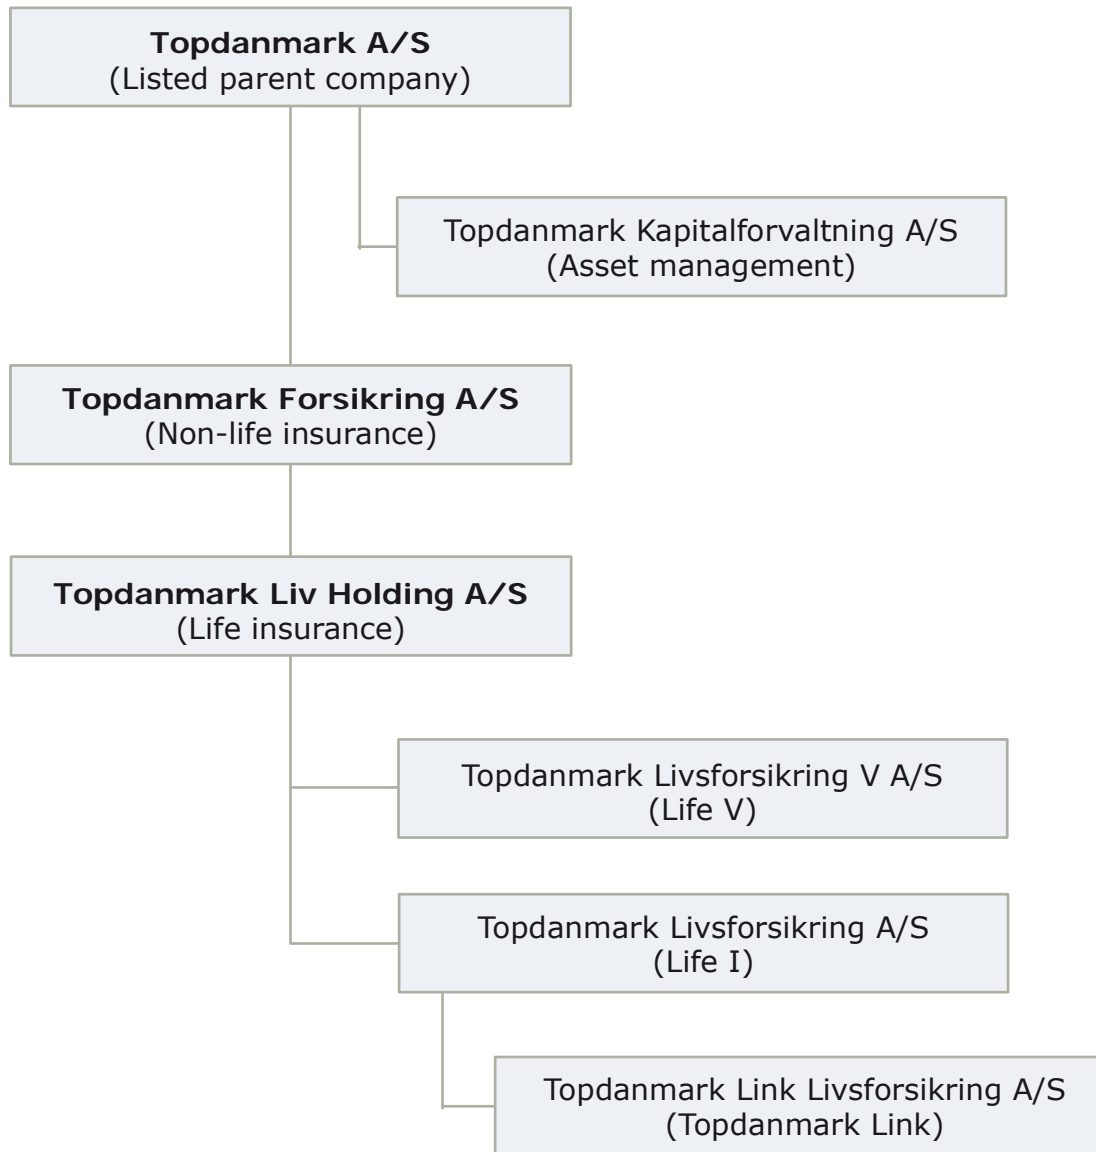 Topdanmark A/S
(Listed parent company)
Topdanmark Kapitalforvaltning A/S
(Asset management)
Topdanmark Forsikring A/S
(Non-life insurance)
Topdanmark Liv Holding A/S
(Life insurance)
Topdanmark Livsforsikring V A/S
(Life V)
Topdanmark Livsforsikring A/S
(Life I)
Topdanmark Link Livsforsikring A/S
(Topdanmark Link)